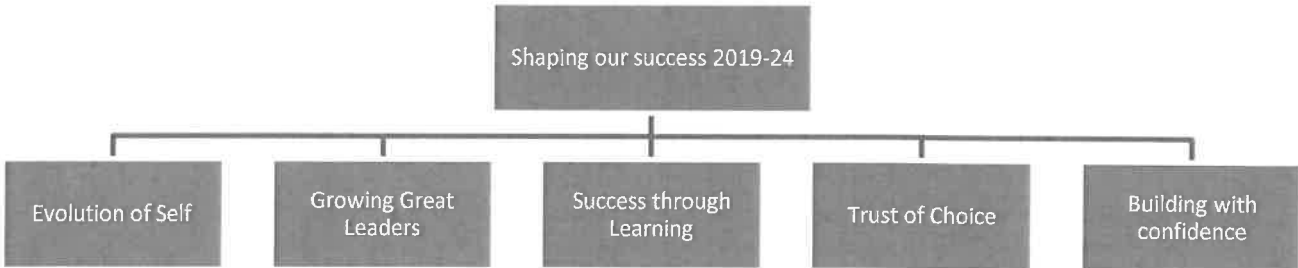 Shaping our success 2019-24
Evolution of Self
Growing Great
Leaders
Success through
Learning
Trust of Choice
Building with
confidence